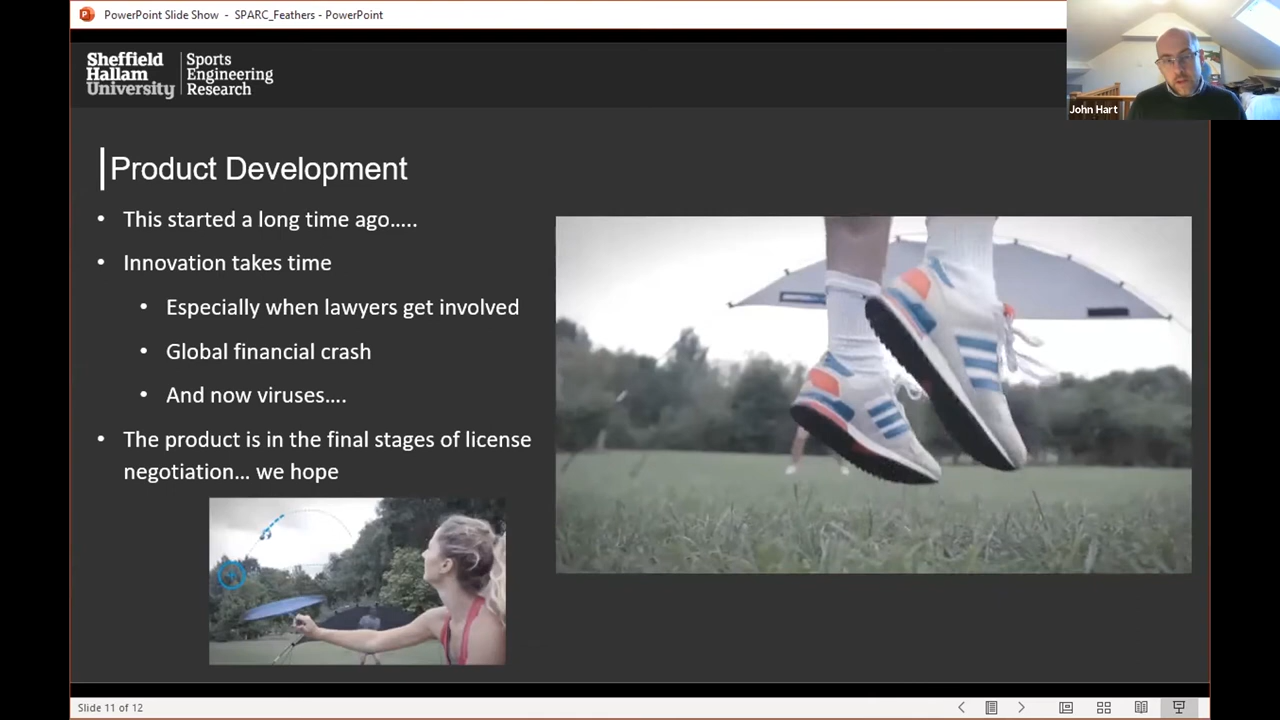 PowerPoint Slide Show - SPARC_Feathers - PowerPoint
John Hart
Sheffield
Hallam
University
Sports
Engineering
Research
Product Development
• This started a long time ago.....
• Innovation takes time
• Especially when lawyers get involved
• Global financial crash
• And now viruses....
• The product is in the final stages of license
negotiation... we hope
Slide 11 of 12